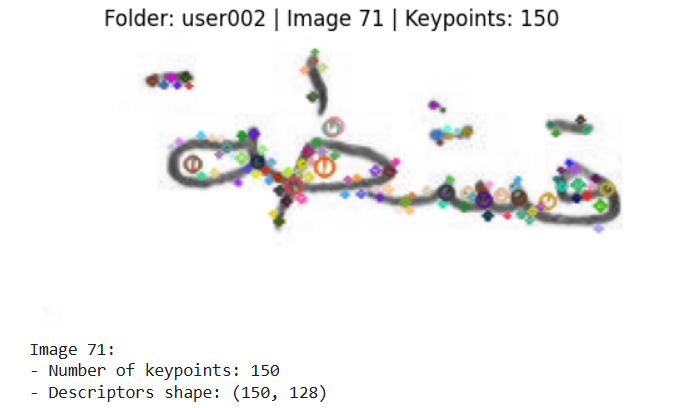 Folder: user002 | Image 71 | Keypoints: 150
Image 71:
- Number of keypoints: 150
- Descriptors shape: (150, 128)